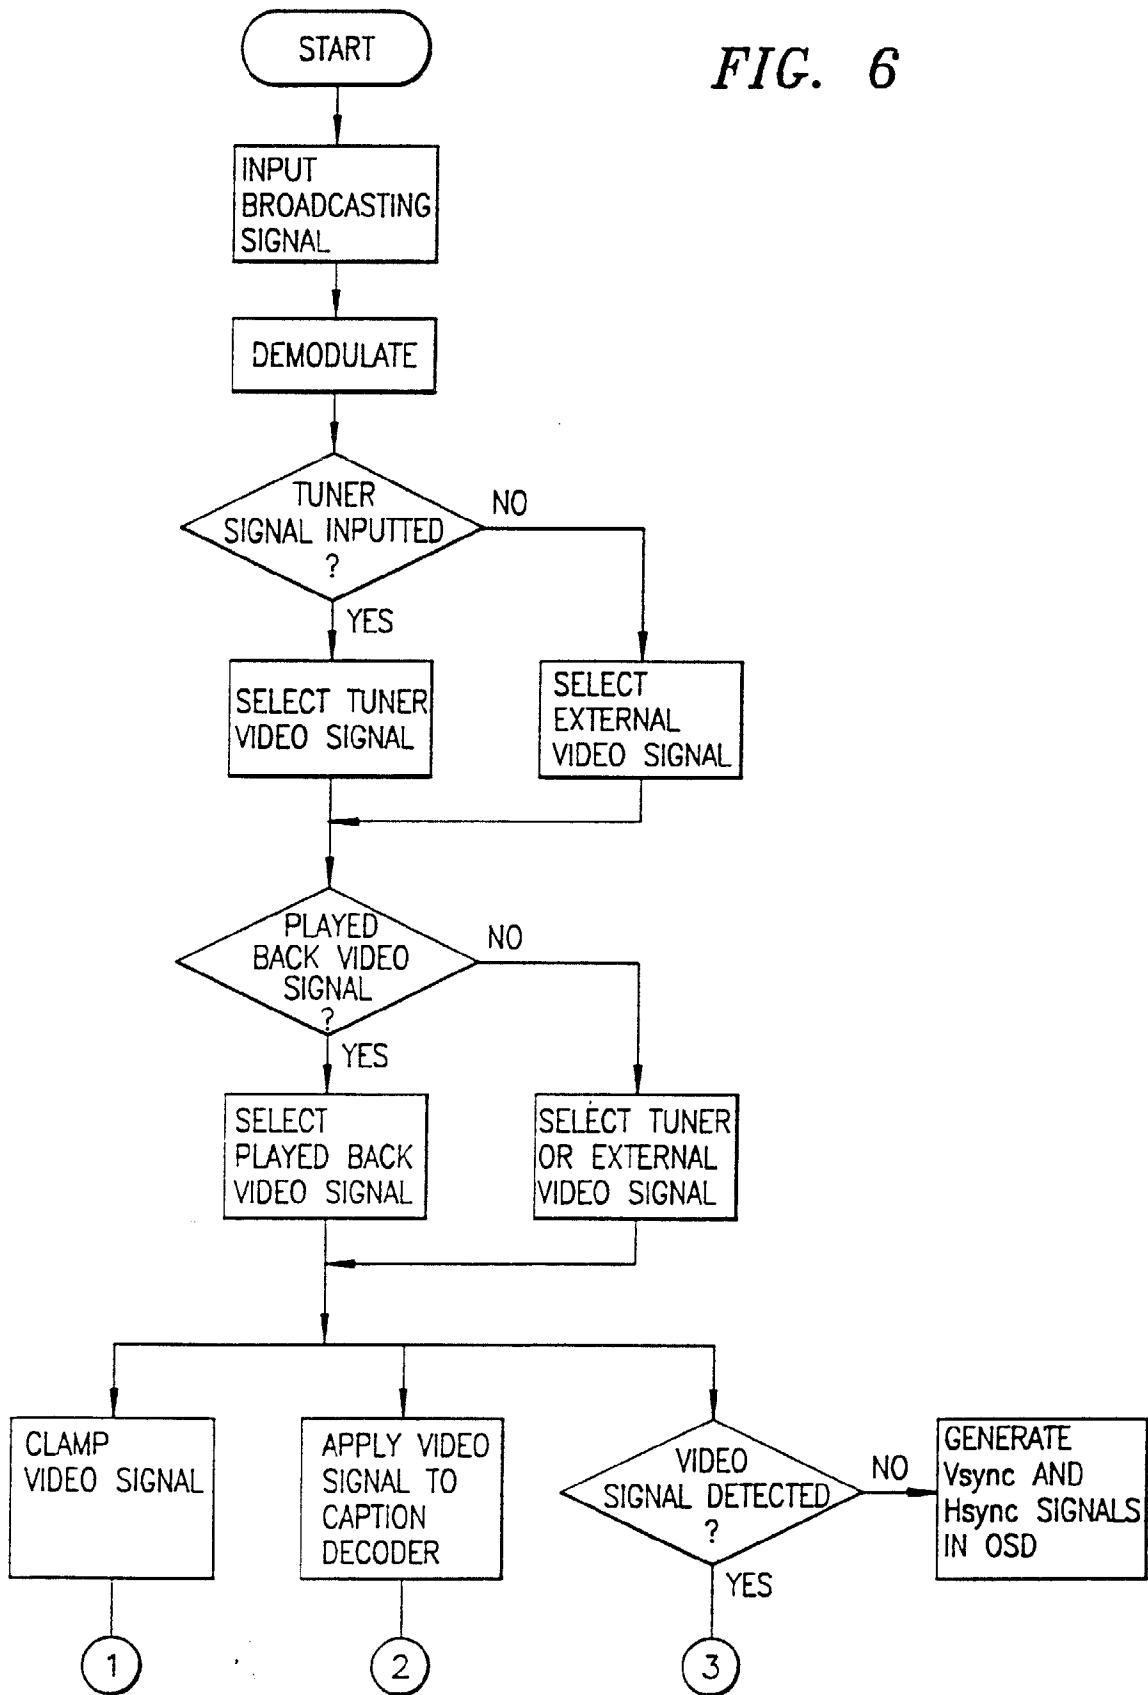 START
FIG. 6
INPUT
BROADCASTING
SIGNAL
DEMODULATE
TUNER
SIGNAL INPUTTED
?
NO
YES
SELECT TUNER
VIDEO SIGNAL
SELECT
EXTERNAL
VIDEO SIGNAL
PLAYED
BACK VIDEO
SIGNAL
?
NO
YES
SELECT
PLAYED BACK
VIDEO SIGNAL
SELECT TUNER
OR EXTERNAL
VIDEO SIGNAL
CLAMP
VIDEO SIGNAL
APPLY VIDEO
SIGNAL TO
CAPTION
DECODER
VIDEO
SIGNAL DETECTED
?
NO
YES
GENERATE
Vsync AND
Hsync SIGNALS
IN OSD
1
2
3